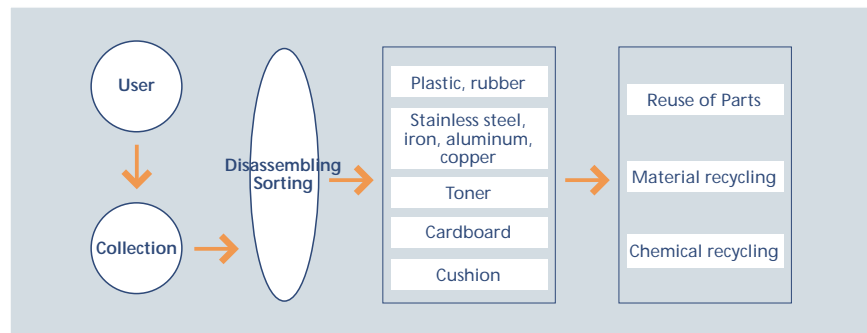 User
Collection
Disassembling
Sorting
Plastic, rubber
Stainless steel,
iron, aluminum,
copper
Toner
Cardboard
Cushion
Reuse of Parts
Material recycling
Chemical recycling